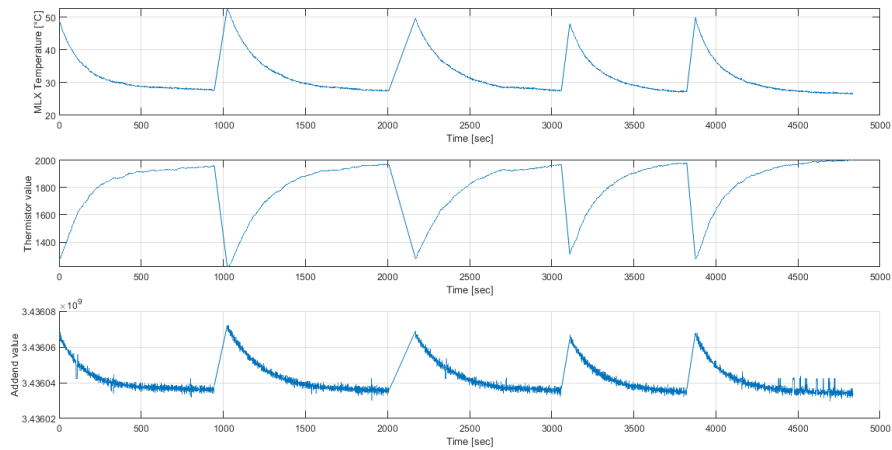 MLX Temperature [°C]
50
40
30
20
0 500 1000 1500 2000 2500 3000 3500 4000 4500 5000
Time [sec]
Thermistor value
2000
1800
1600
1400
0 500 1000 1500 2000 2500 3000 3500 4000 4500 5000
Time [sec]
×10⁹
Addend value
3.43608
3.43606
3.43604
3.43602
0 500 1000 1500 2000 2500 3000 3500 4000 4500 5000
Time [sec]